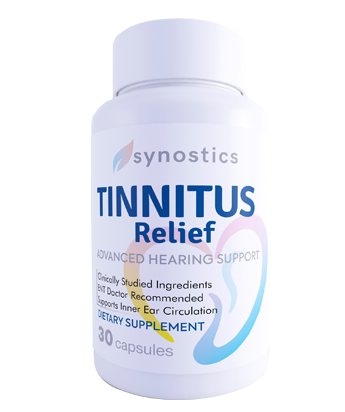 synostics
TINNITUS
Relief
ADVANCED HEARING SUPPORT
Clinically Studied Ingredients
ENT Doctor Recommended
Supports Inner Ear Circulation
DIETARY SUPPLEMENT
30 capsules